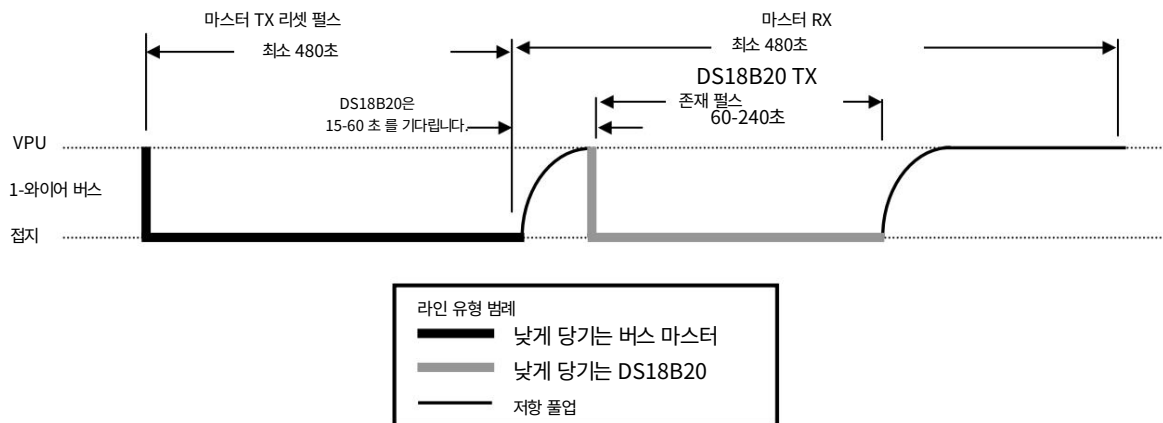 마스터 TX 리셋 펄스
최소 480초
마스터 RX
최소 480초
DS18B20 TX
존재 펄스
60-240초
DS18B20은
15-60 초 를 기다립니다.
VPU
1-와이어 버스
접지
라인 유형 범례
낮게 당기는 버스 마스터
낮게 당기는 DS18B20
저항 풀업